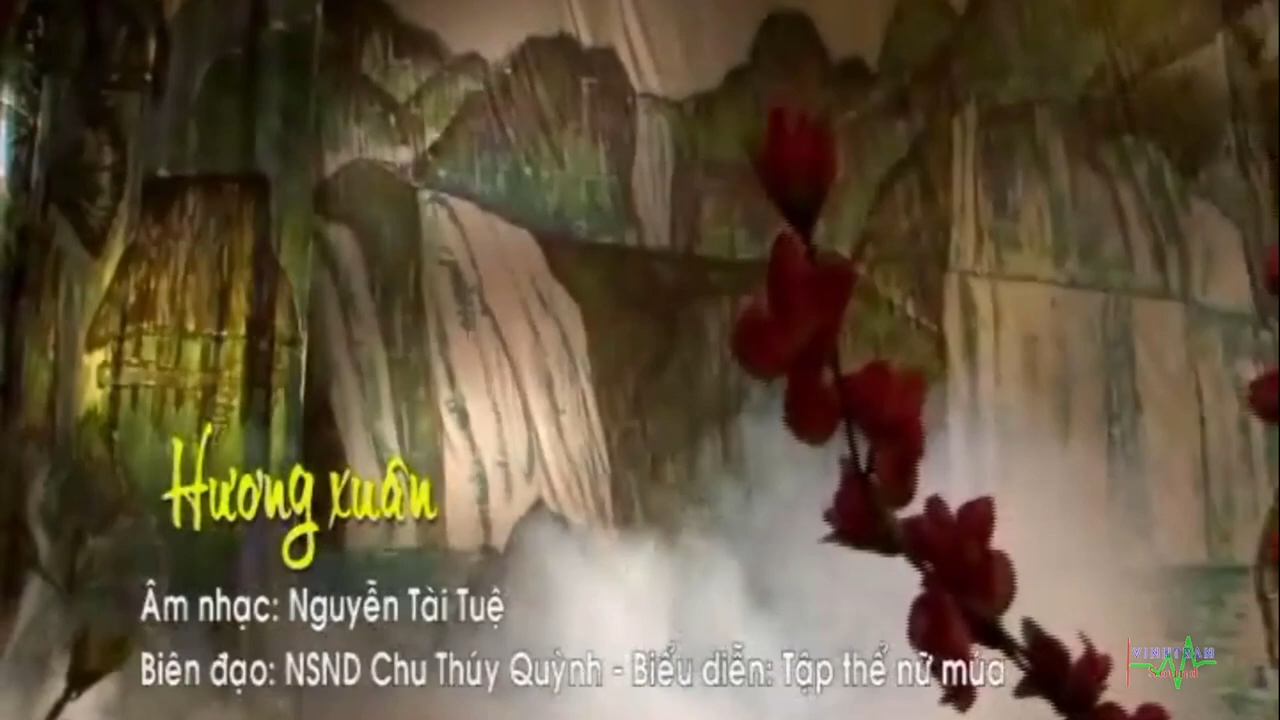 Hương xuân
Âm nhạc: Nguyễn Tài Tuệ
Biên đạo: NSND Chu Thúy Quỳnh - Biểu diễn: Tập thể nữ múa
Sound